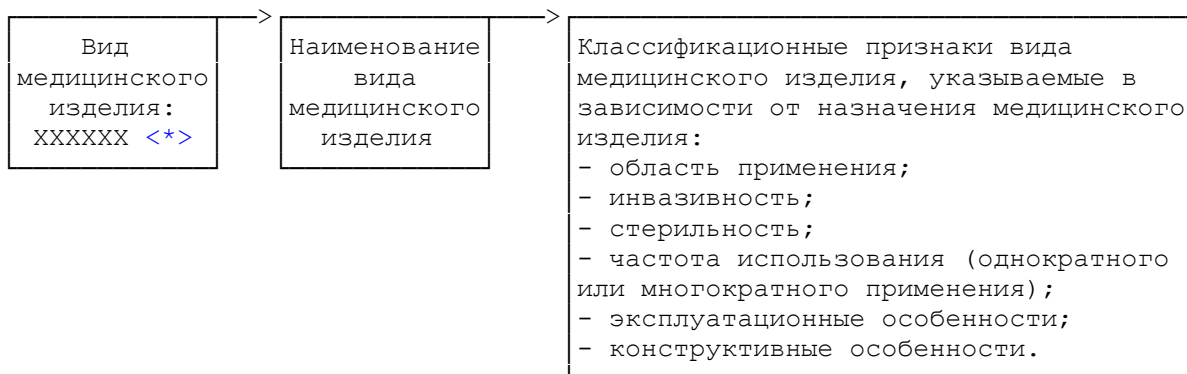 Вид
медицинского
изделия:
XXXXXX <*>
Наименование
вида
медицинского
изделия
Классификационные признаки вида
медицинского изделия, указываемые в
зависимости от назначения медицинского
изделия:
- область применения;
- инвазивность;
- стерильность;
- частота использования (однократного
или многократного применения);
- эксплуатационные особенности;
- конструктивные особенности.